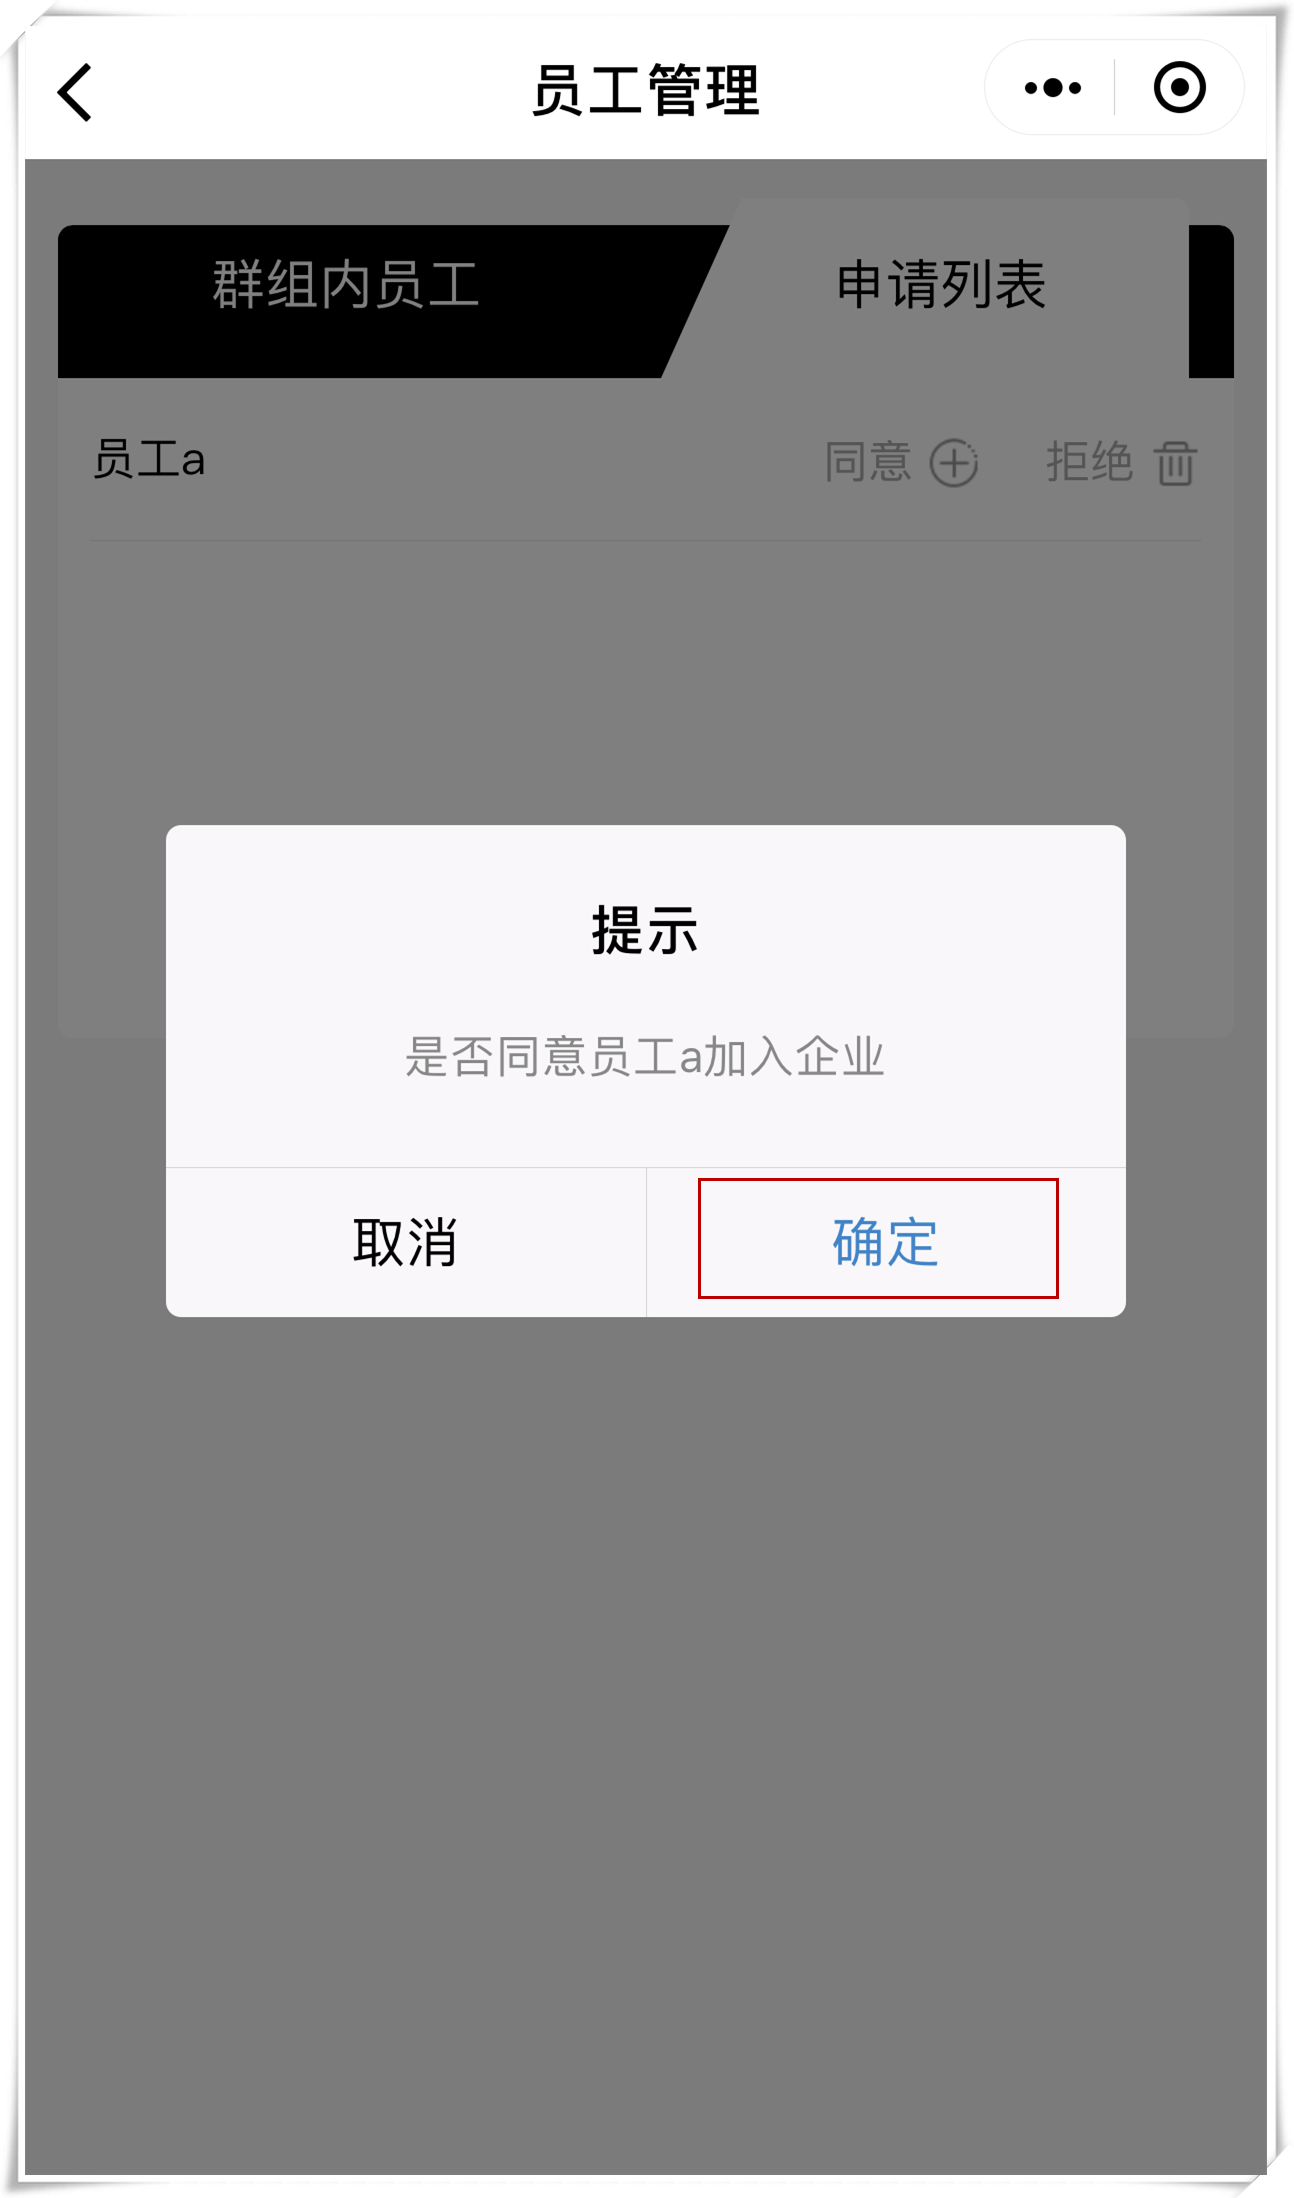 员工管理
群组内员工 申请列表
员工a 同意 拒绝
提示
是否同意员工a加入企业
取消 确定